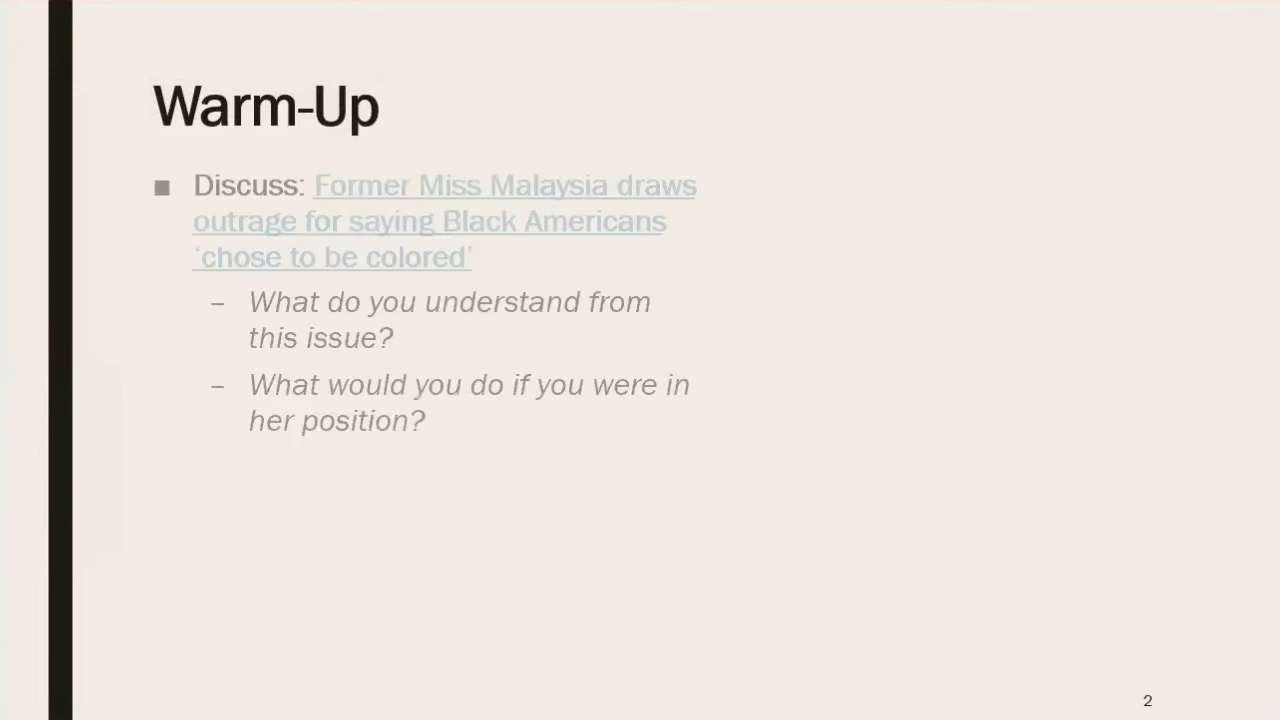 Warm-Up
■ Discuss: Former Miss Malaysia draws
outrage for saying Black Americans
‘chose to be colored’
– What do you understand from
this issue?
– What would you do if you were in
her position?
2